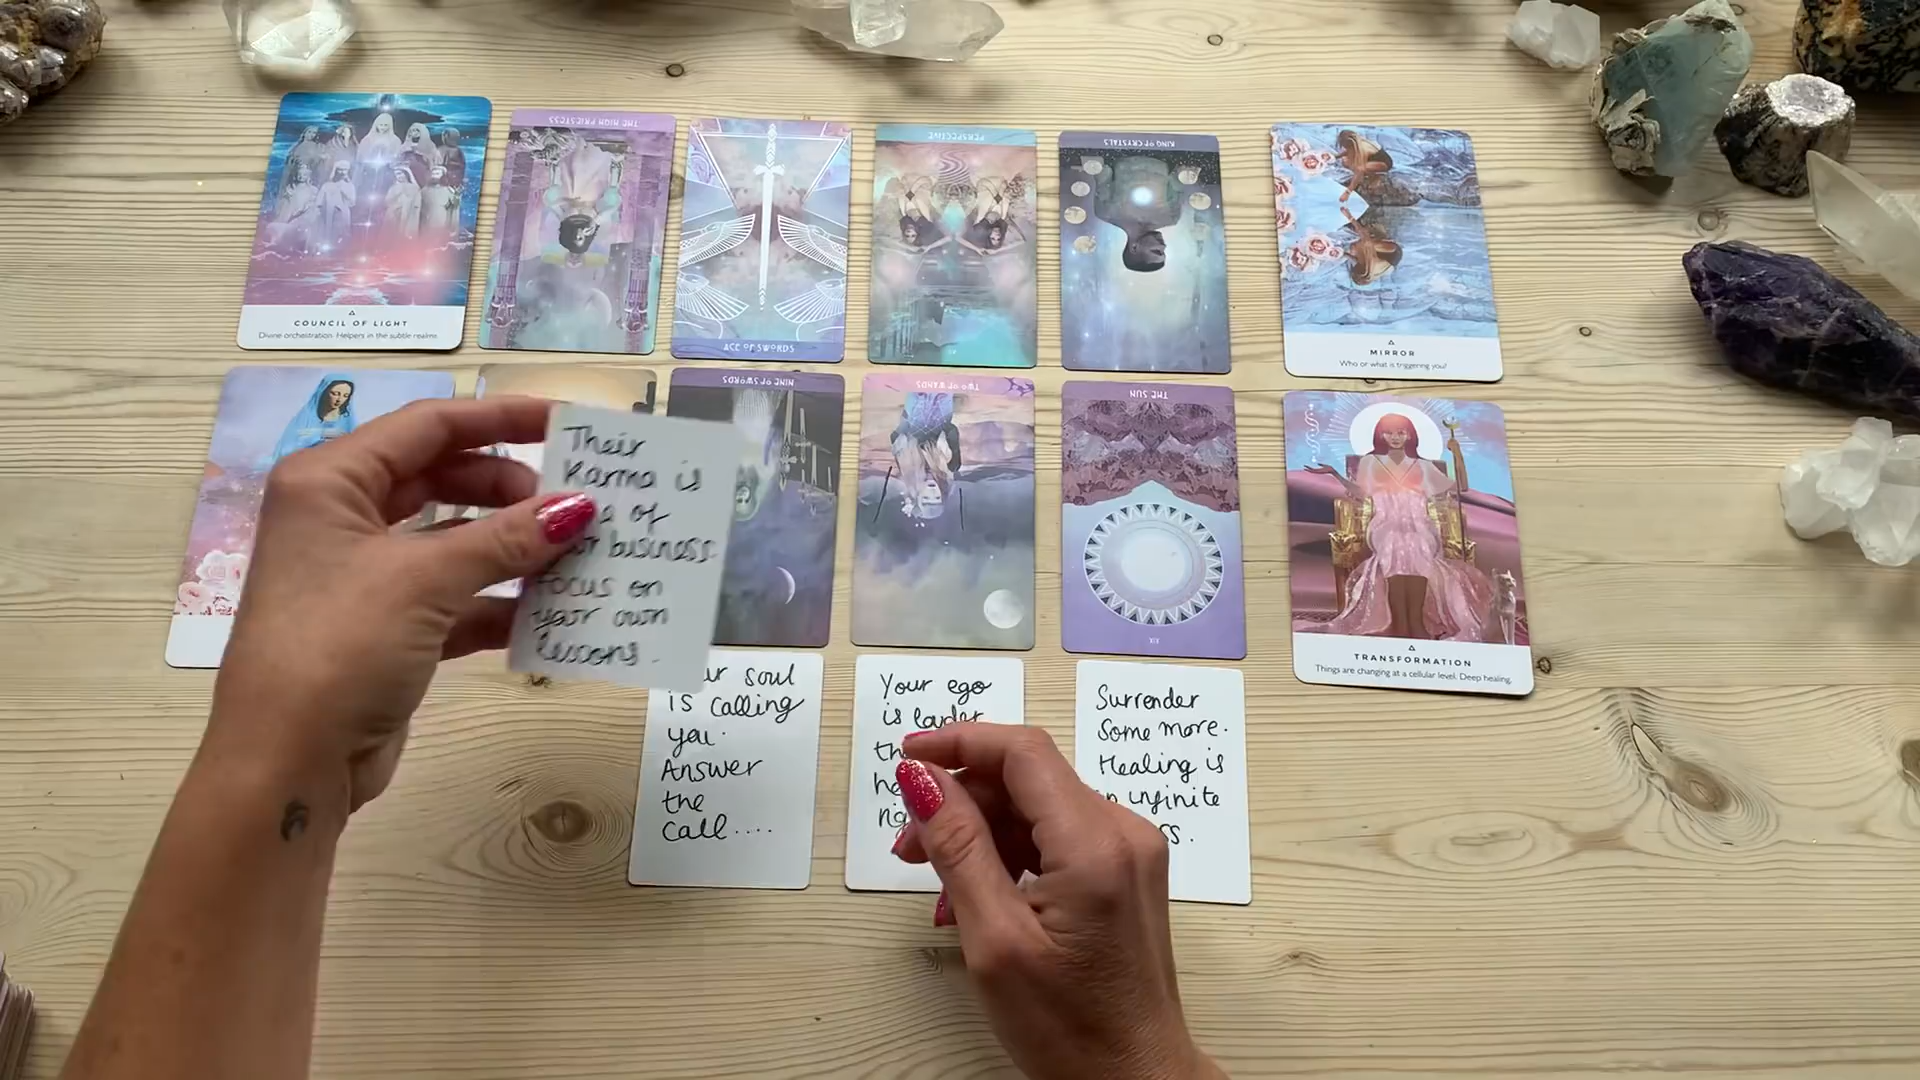 COUNCIL OF LIGHT
Divine orchestration. Helpers in the subtle realms.
THE HIGH PRIESTESS
ACE OF SWORDS
PERSPECTIVE
KING OF CRYSTALS
MIRROR
Who or what is triggering you?
NINE OF SWORDS
TWO OF WANDS
THE SUN
XIX
TRANSFORMATION
Things are changing at a cellular level. Deep healing.
Their
Karma is
of
business
Focus on
your own
Lessons.
soul
is calling
you.
Answer
the
call....
Your ego
is louder
Surrender
Some more.
Healing is
infinite